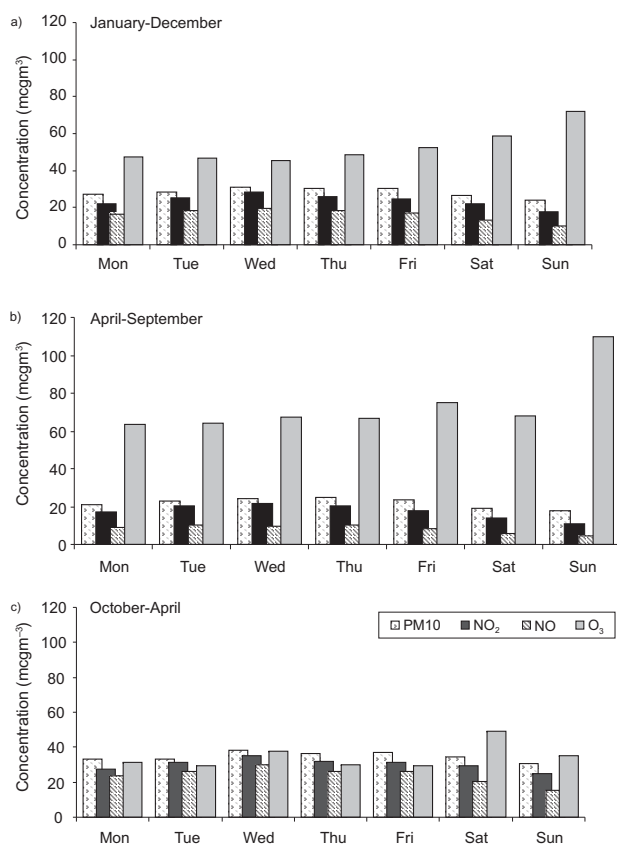 a) January-December
Concentration (mcgm³)
120
100
80
60
40
20
0
Mon Tue Wed Thu Fri Sat Sun
b) April-September
Concentration (mcgm³)
120
100
80
60
40
20
0
Mon Tue Wed Thu Fri Sat Sun
c) October-April
PM10 NO₂ NO O₃
Concentration (mcgm⁻³)
120
100
80
60
40
20
0
Mon Tue Wed Thu Fri Sat Sun